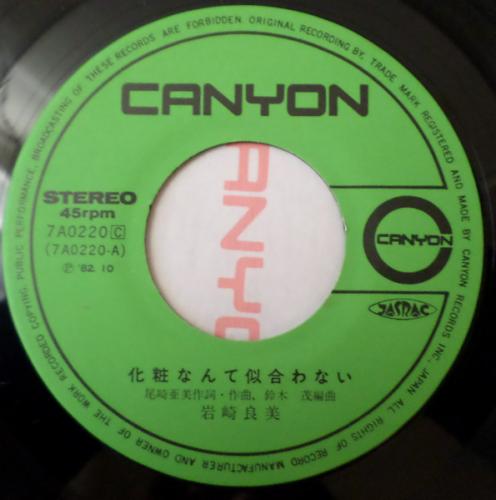 CANYON
STEREO
45rpm
7A0220 C
(7A0220-A)
Ⓟ '82. 10
CANYON
JASRAC
ANYO
化粧なんて似合わない
尾崎亜美作詞・作曲、鈴木 茂編曲
岩崎良美
ALL RIGHTS OF RECORD MANUFACTURER AND OWNER OF THE WORK RECORDED COPYING PUBLIC PERFORMANCE, BROADCASTING OF THESE RECORDS ARE FORBIDDEN ORIGINAL RECORDING BY, TRADE MARK REGISTERED AND MADE BY CANYON RECORDS INC, JAPAN